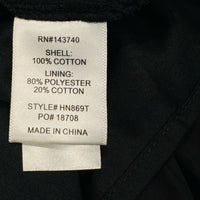 RN#143740
SHELL:
100% COTTON
LINING:
80% POLYESTER
20% COTTON
STYLE# HN869T
PO# 18708
MADE IN CHINA